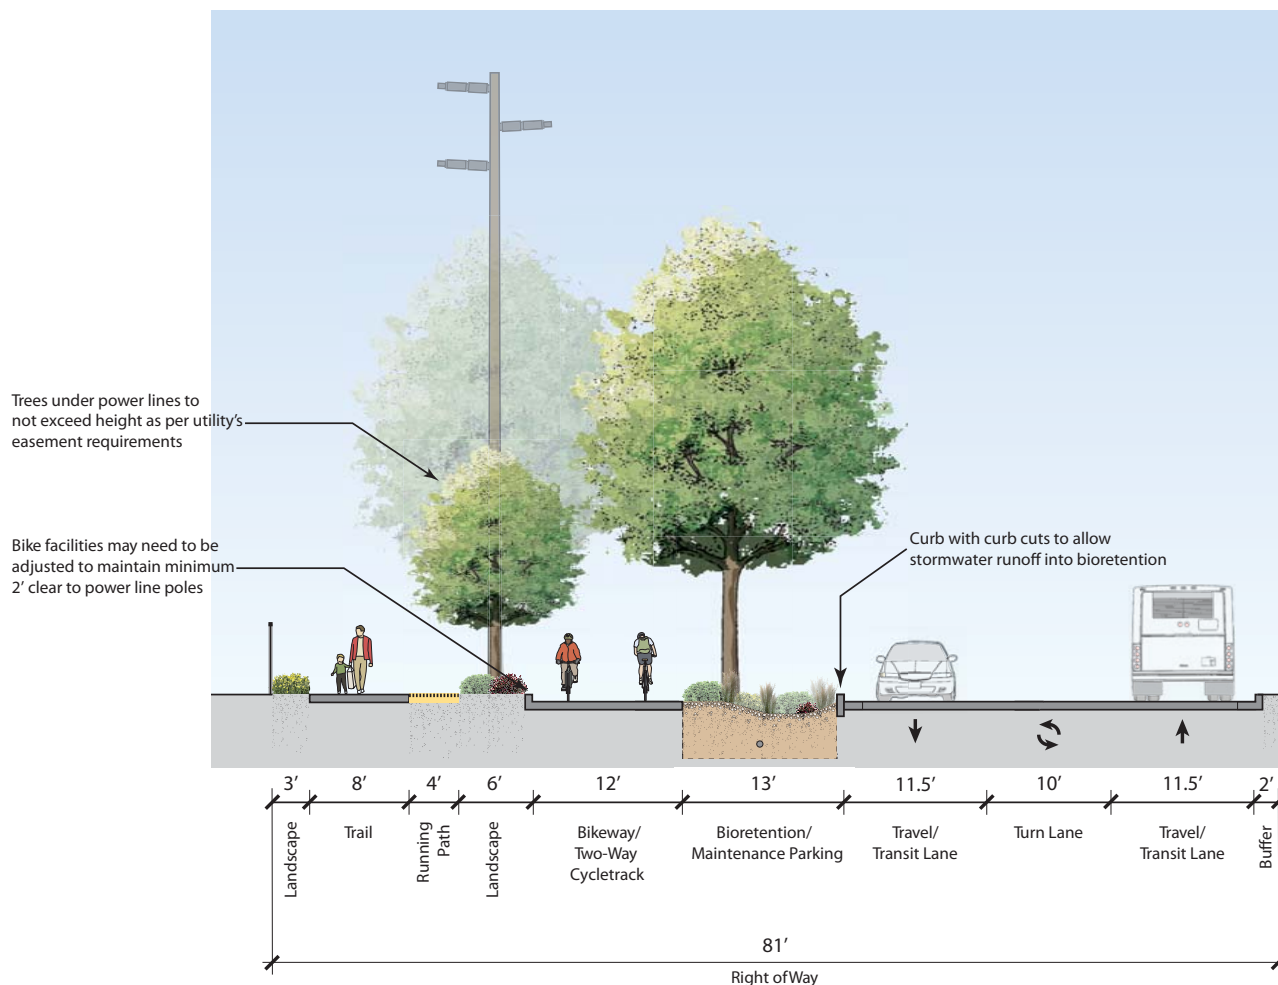 Trees under power lines to
not exceed height as per utility's
easement requirements
Bike facilities may need to be
adjusted to maintain minimum
2' clear to power line poles
Curb with curb cuts to allow
stormwater runoff into bioretention
3' 8' 4' 6' 12' 13' 11.5' 10' 11.5' 2'
Landscape
Trail
Running
Path
Landscape
Bikeway/
Two-Way
Cycletrack
Bioretention/
Maintenance Parking
Travel/
Transit Lane
Turn Lane
Travel/
Transit Lane
Buffer
81'
Right of Way